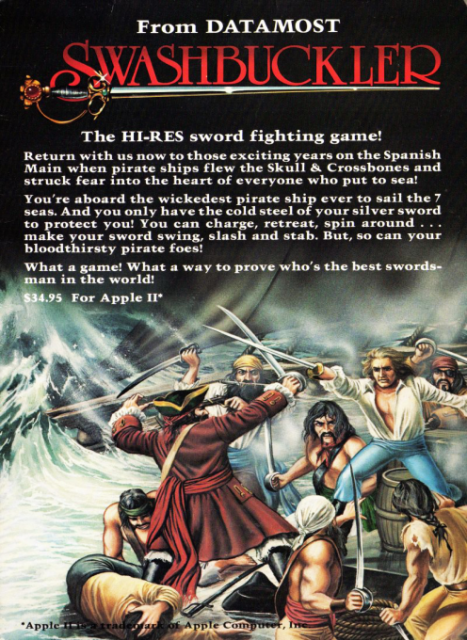 From DATAMOST
SWASHBUCKLER
The HI-RES sword fighting game!
Return with us now to those exciting years on the Spanish
Main when pirate ships flew the Skull & Crossbones and
struck fear into the heart of everyone who put to sea!
You're aboard the wickedest pirate ship ever to sail the 7
seas. And you only have the cold steel of your silver sword
to protect you! You can charge, retreat, spin around . . .
make your sword swing, slash and stab. But, so can your
bloodthirsty pirate foes!
What a game! What a way to prove who's the best swords-
man in the world!
$34.95 For Apple II*
*Apple II is a trademark of Apple Computer, Inc.